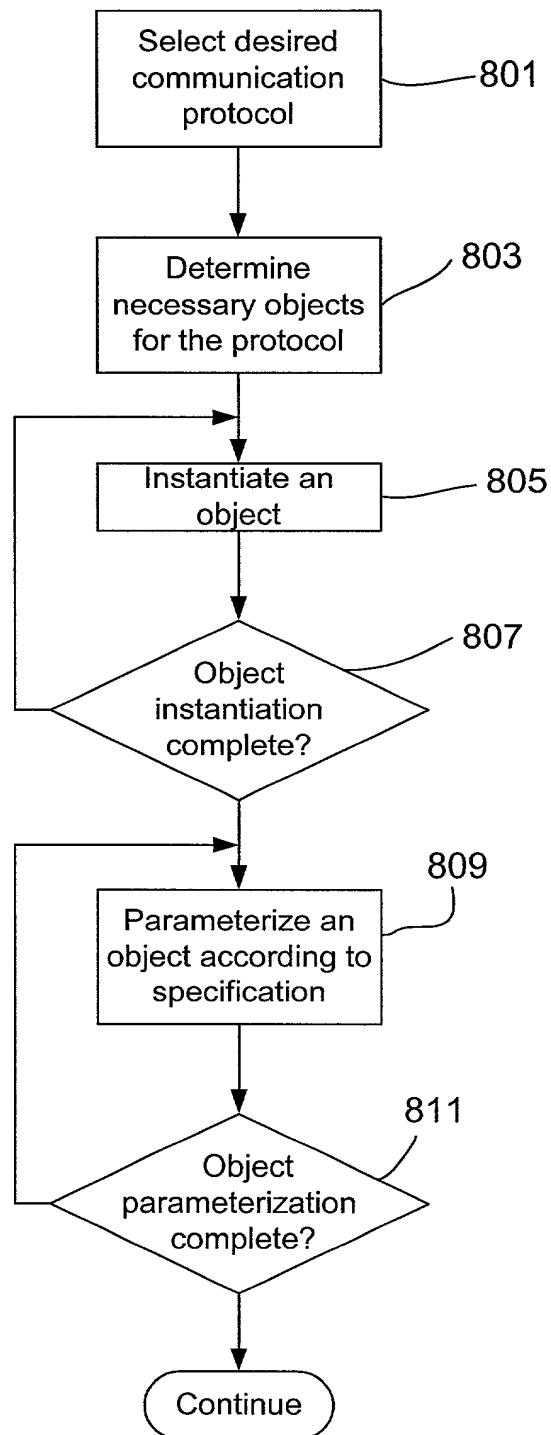 Select desired
communication
protocol
801
Determine
necessary objects
for the protocol
803
Instantiate an
object
805
Object
instantiation
complete?
807
Parameterize an
object according to
specification
809
Object
parameterization
complete?
811
Continue